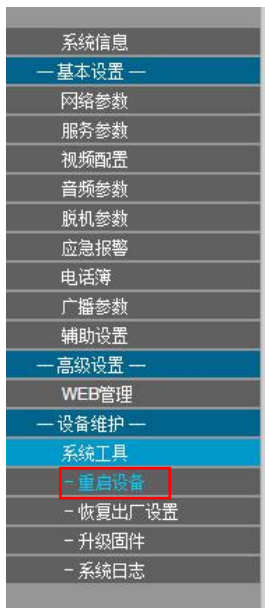 系统信息
— 基本设置 —
网络参数
服务参数
视频配置
音频参数
脱机参数
应急报警
电话簿
广播参数
辅助设置
— 高级设置 —
WEB管理
— 设备维护 —
系统工具
- 重启设备
- 恢复出厂设置
- 升级固件
- 系统日志